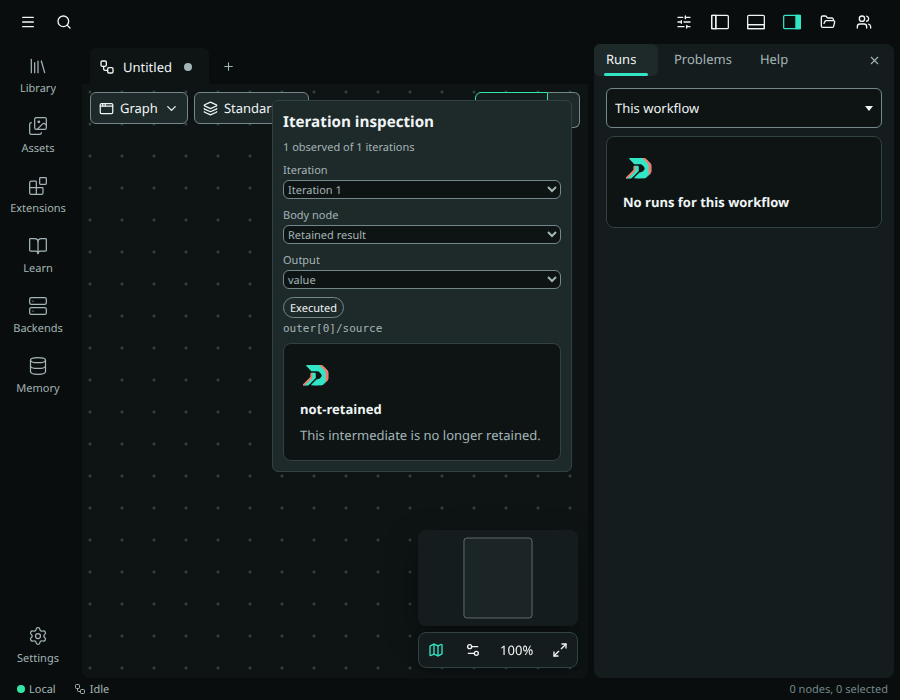 Untitled
Runs
Problems
Help
Library
Assets
Extensions
Learn
Backends
Memory
Settings
Graph
Standar
Iteration inspection
1 observed of 1 iterations
Iteration
Iteration 1
Body node
Retained result
Output
value
Executed
outer[0]/source
not-retained
This intermediate is no longer retained.
This workflow
No runs for this workflow
100%
Local
Idle
0 nodes, 0 selected